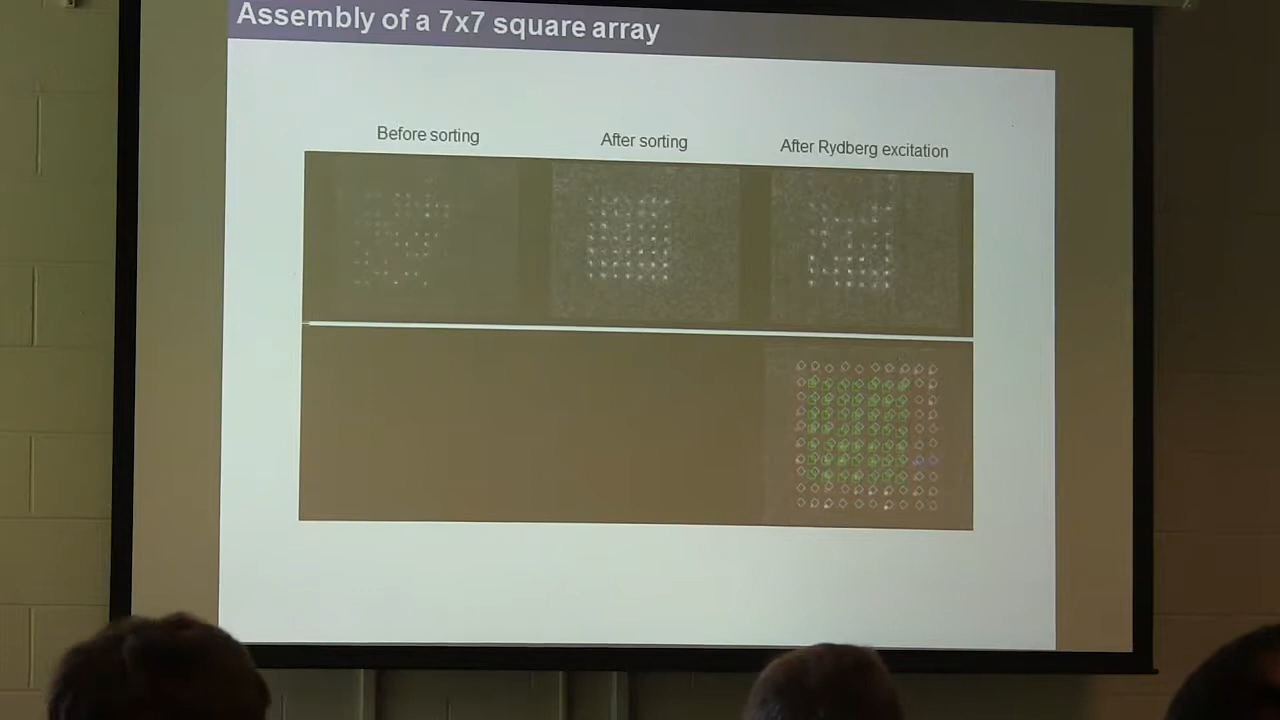 Assembly of a 7x7 square array
Before sorting
After sorting
After Rydberg excitation